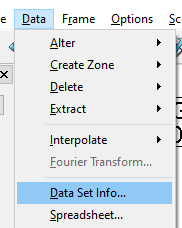 Data Frame Options
Alter
Create Zone
Delete
Extract
Interpolate
Fourier Transform...
Data Set Info...
Spreadsheet...